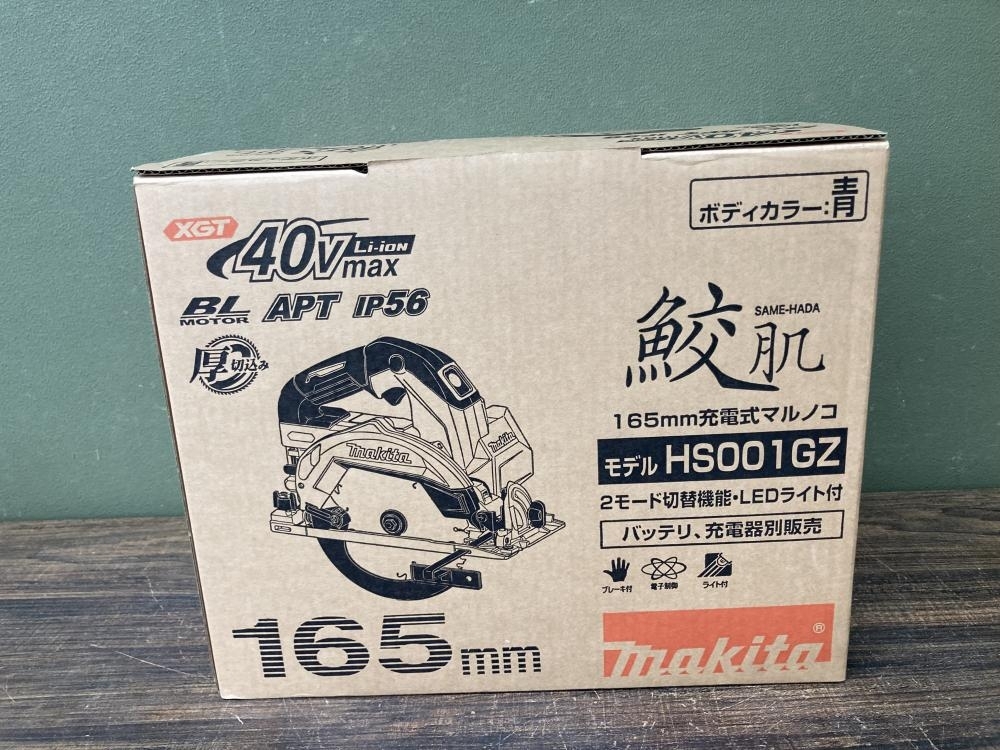 XGT
40Vmax Li-ion
BL MOTOR APT IP56
厚切込み
makita
makita
165mm
ボディカラー:青
鮫肌
SAME-HADA
165mm充電式マルノコ
モデル HS001GZ
2モード切替機能・LEDライト付
バッテリ、充電器別販売
ブレーキ付 電子制御 ライト付
makita®